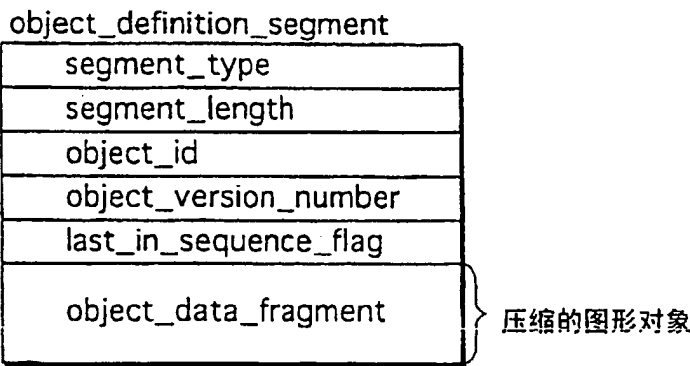 object_definition_segment
segment_type
segment_length
object_id
object_version_number
last_in_sequence_flag
object_data_fragment
压缩的图形对象